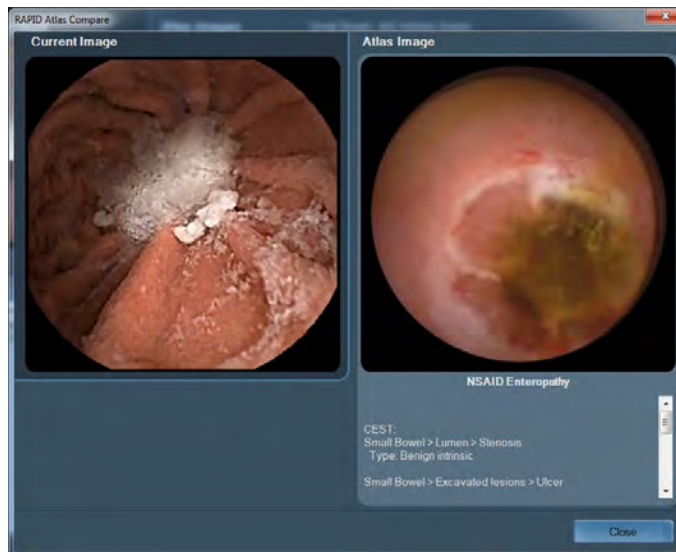 RAPID Atlas Compare
Current Image
Atlas Image
NSAID Enteropathy
CEST:
Small Bowel > Lumen > Stenosis
Type: Benign intrinsic
Small Bowel > Excavated lesions > Ulcer
Close